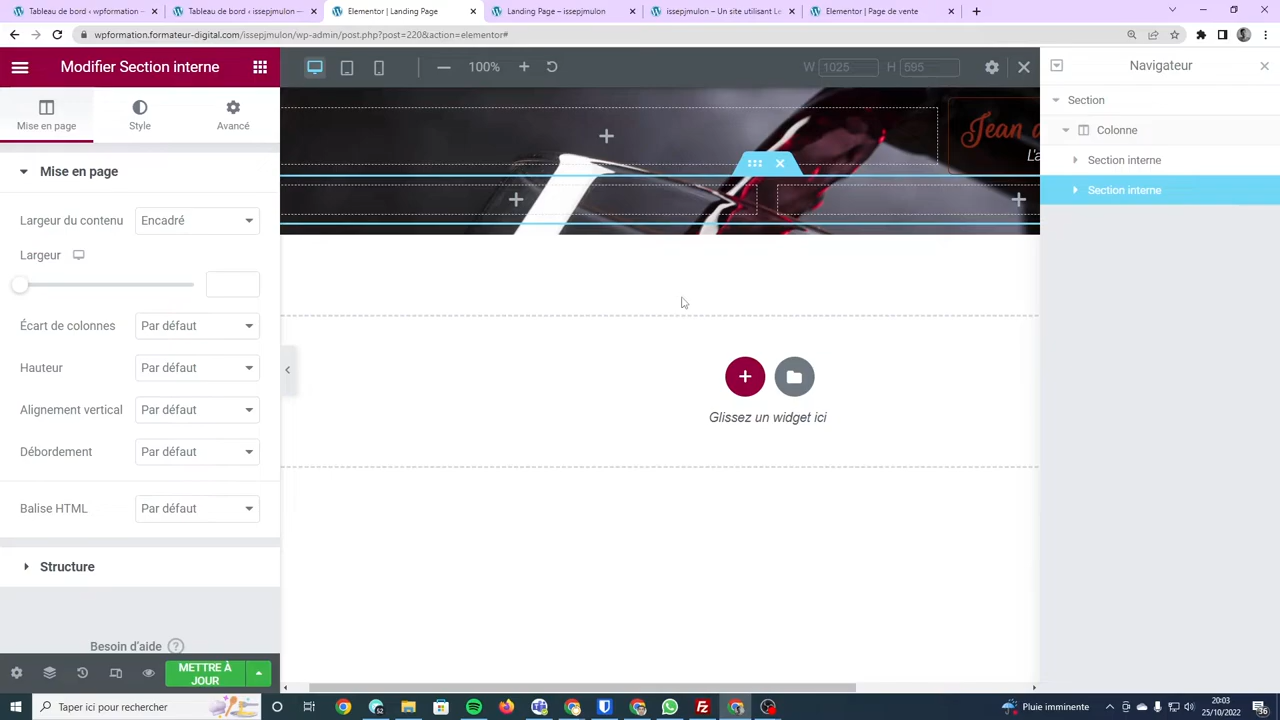 Tableau de bord issepmulon
Tableau de bord ‹ issepmulon —
Elementor | Landing Page
Landing Page – issepjmulon
issepjmulon — Un site utilisant Le
Elementor | Page de vente
wpformation.formateur-digital.com/issepjmulon/wp-admin/post.php?post=220&action=elementor#
Modifier Section interne
100%
W 1025
H 595
Navigateur
Mise en page
Style
Avancé
Section
Colonne
Section interne
Section interne
Jean d
L'a
Mise en page
Largeur du contenu
Encadré
Largeur
Écart de colonnes
Par défaut
Hauteur
Par défaut
Alignement vertical
Par défaut
Débordement
Par défaut
Balise HTML
Par défaut
Structure
Glissez un widget ici
Besoin d'aide ?
METTRE À JOUR
Taper ici pour rechercher
Pluie imminente
20:03
25/10/2022